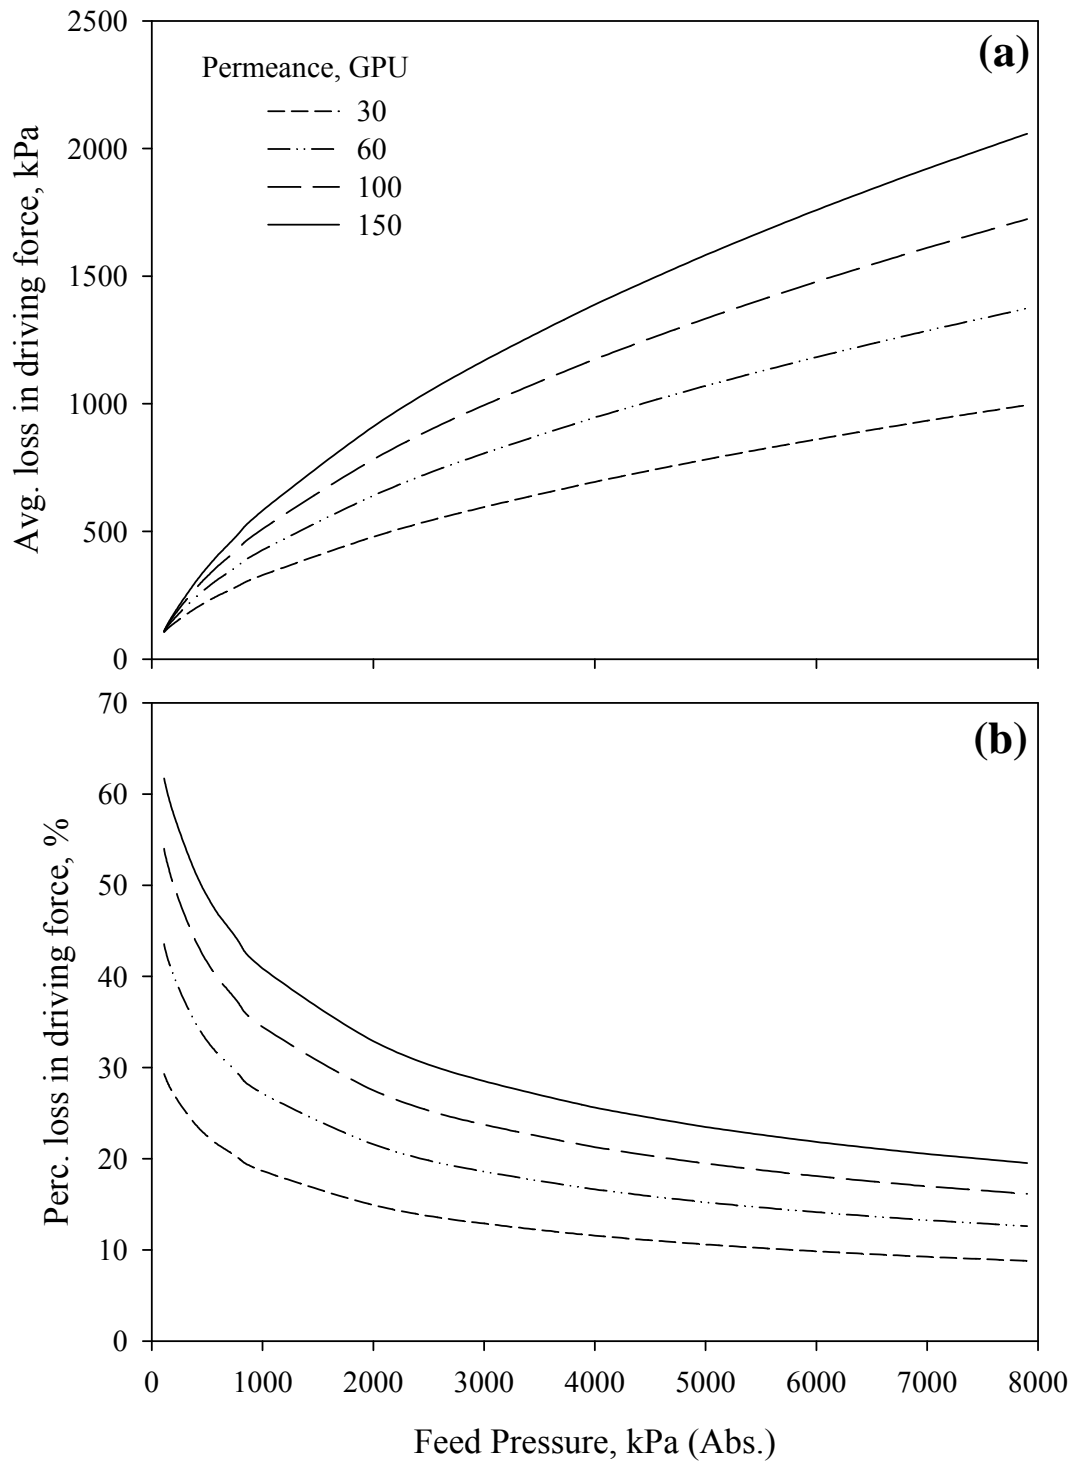 2500
(a)
Permeance, GPU
30
60
100
150
2000
1500
1000
500
0
Avg. loss in driving force, kPa
70
(b)
60
50
40
30
20
10
0
Perc. loss in driving force, %
0 1000 2000 3000 4000 5000 6000 7000 8000
Feed Pressure, kPa (Abs.)